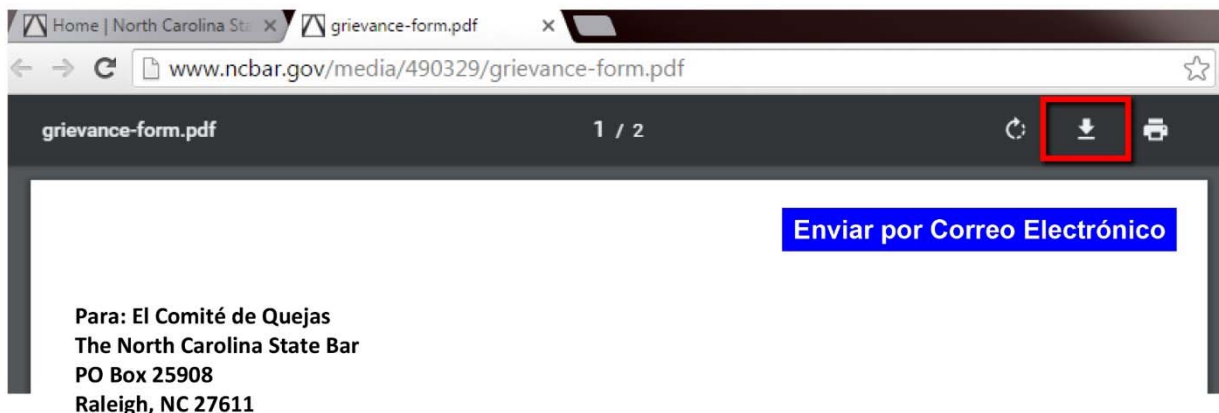 Home | North Carolina Sta
grievance-form.pdf
www.ncbar.gov/media/490329/grievance-form.pdf
grievance-form.pdf
1 / 2
Enviar por Correo Electrónico
Para: El Comité de Quejas
The North Carolina State Bar
PO Box 25908
Raleigh, NC 27611